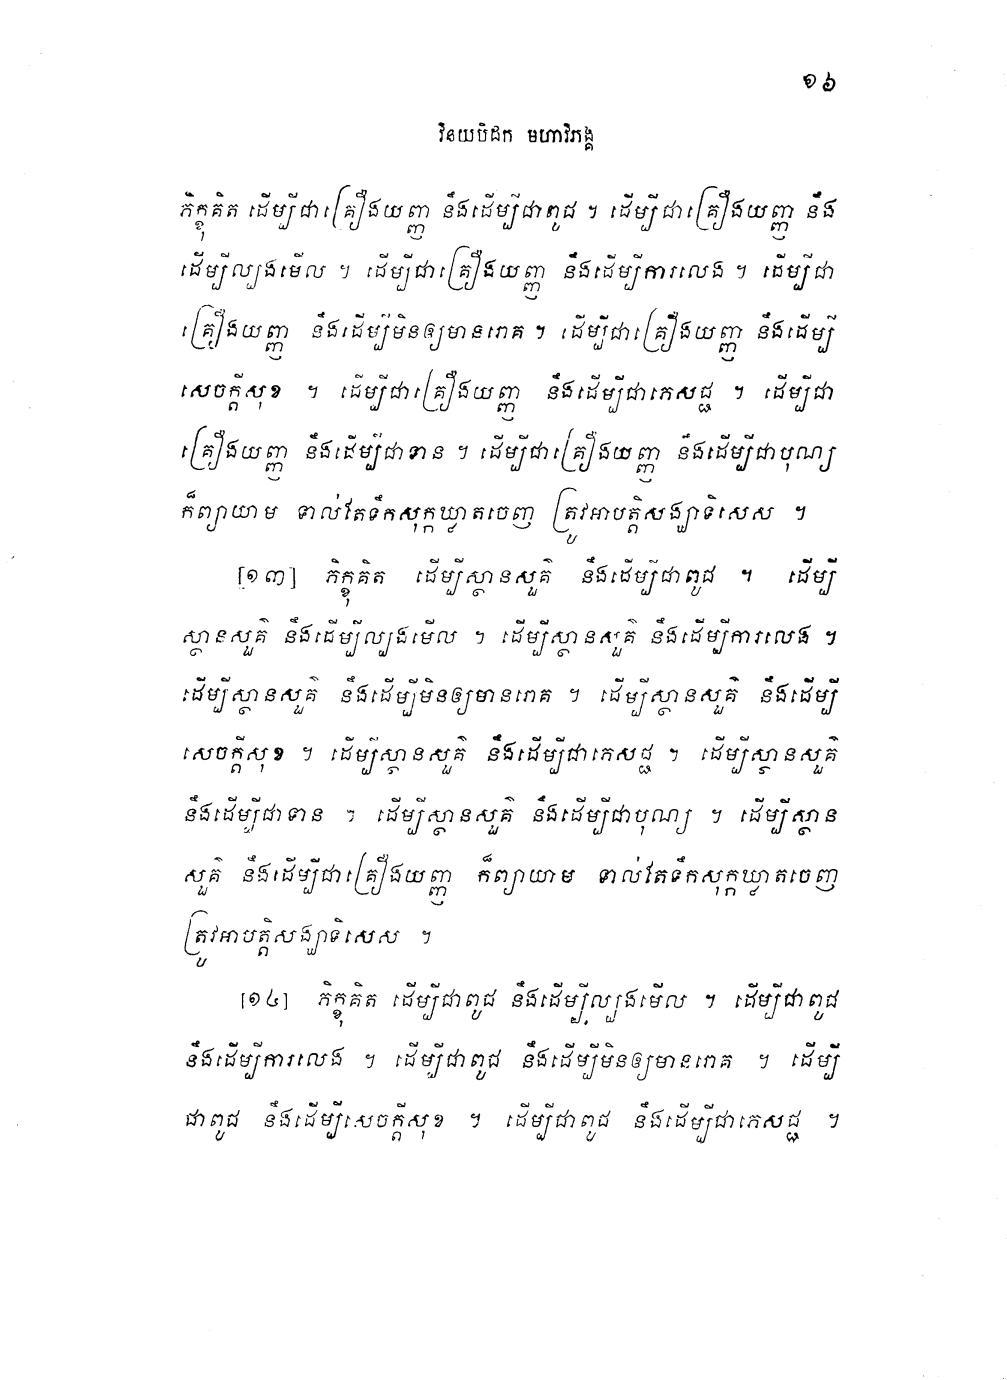 ១៦
វិនយបិដក មហាវិភង្គ
ភិក្ខុគិត ដើម្បីជាគ្រឿងយញ្ញ នឹងដើម្បីជាពូជ ។ ដើម្បីជាគ្រឿងយញ្ញ នឹង
ដើម្បីល្បងមើល ។ ដើម្បីជាគ្រឿងយញ្ញ នឹងដើម្បីការលេង ។ ដើម្បីជា
គ្រឿងយញ្ញ នឹងដើម្បីមិនឲ្យមានរោគ ។ ដើម្បីជាគ្រឿងយញ្ញ នឹងដើម្បី
សេចក្តីសុខ ។ ដើម្បីជាគ្រឿងយញ្ញ នឹងដើម្បីជាភេសជ្ជ ។ ដើម្បីជា
គ្រឿងយញ្ញ នឹងដើម្បីជាទាន ។ ដើម្បីជាគ្រឿងយញ្ញ នឹងដើម្បីជាបុណ្យ
ក៏ព្យាយាម ទាល់តែទឹកសុក្កឃ្វាតចេញ ត្រូវអាបត្តិសង្ឃាទិសេស ។
[១៣] ភិក្ខុគិត ដើម្បីស្ថានសួគ៌ នឹងដើម្បីជាពូជ ។ ដើម្បី
ស្ថានសួគ៌ នឹងដើម្បីល្បងមើល ។ ដើម្បីស្ថានសួគ៌ នឹងដើម្បីការលេង ។
ដើម្បីស្ថានសួគ៌ នឹងដើម្បីមិនឲ្យមានរោគ ។ ដើម្បីស្ថានសួគ៌ នឹងដើម្បី
សេចក្តីសុខ ។ ដើម្បីស្ថានសួគ៌ នឹងដើម្បីជាភេសជ្ជ ។ ដើម្បីស្ថានសួគ៌
នឹងដើម្បីជាទាន ។ ដើម្បីស្ថានសួគ៌ នឹងដើម្បីជាបុណ្យ ។ ដើម្បីស្ថាន
សួគ៌ នឹងដើម្បីជាគ្រឿងយញ្ញ ក៏ព្យាយាម ទាល់តែទឹកសុក្កឃ្វាតចេញ
ត្រូវអាបត្តិសង្ឃាទិសេស ។
[១៤] ភិក្ខុគិត ដើម្បីជាពូជ នឹងដើម្បីល្បងមើល ។ ដើម្បីជាពូជ
នឹងដើម្បីការលេង ។ ដើម្បីជាពូជ នឹងដើម្បីមិនឲ្យមានរោគ ។ ដើម្បី
ជាពូជ នឹងដើម្បីសេចក្តីសុខ ។ ដើម្បីជាពូជ នឹងដើម្បីជាភេសជ្ជ ។